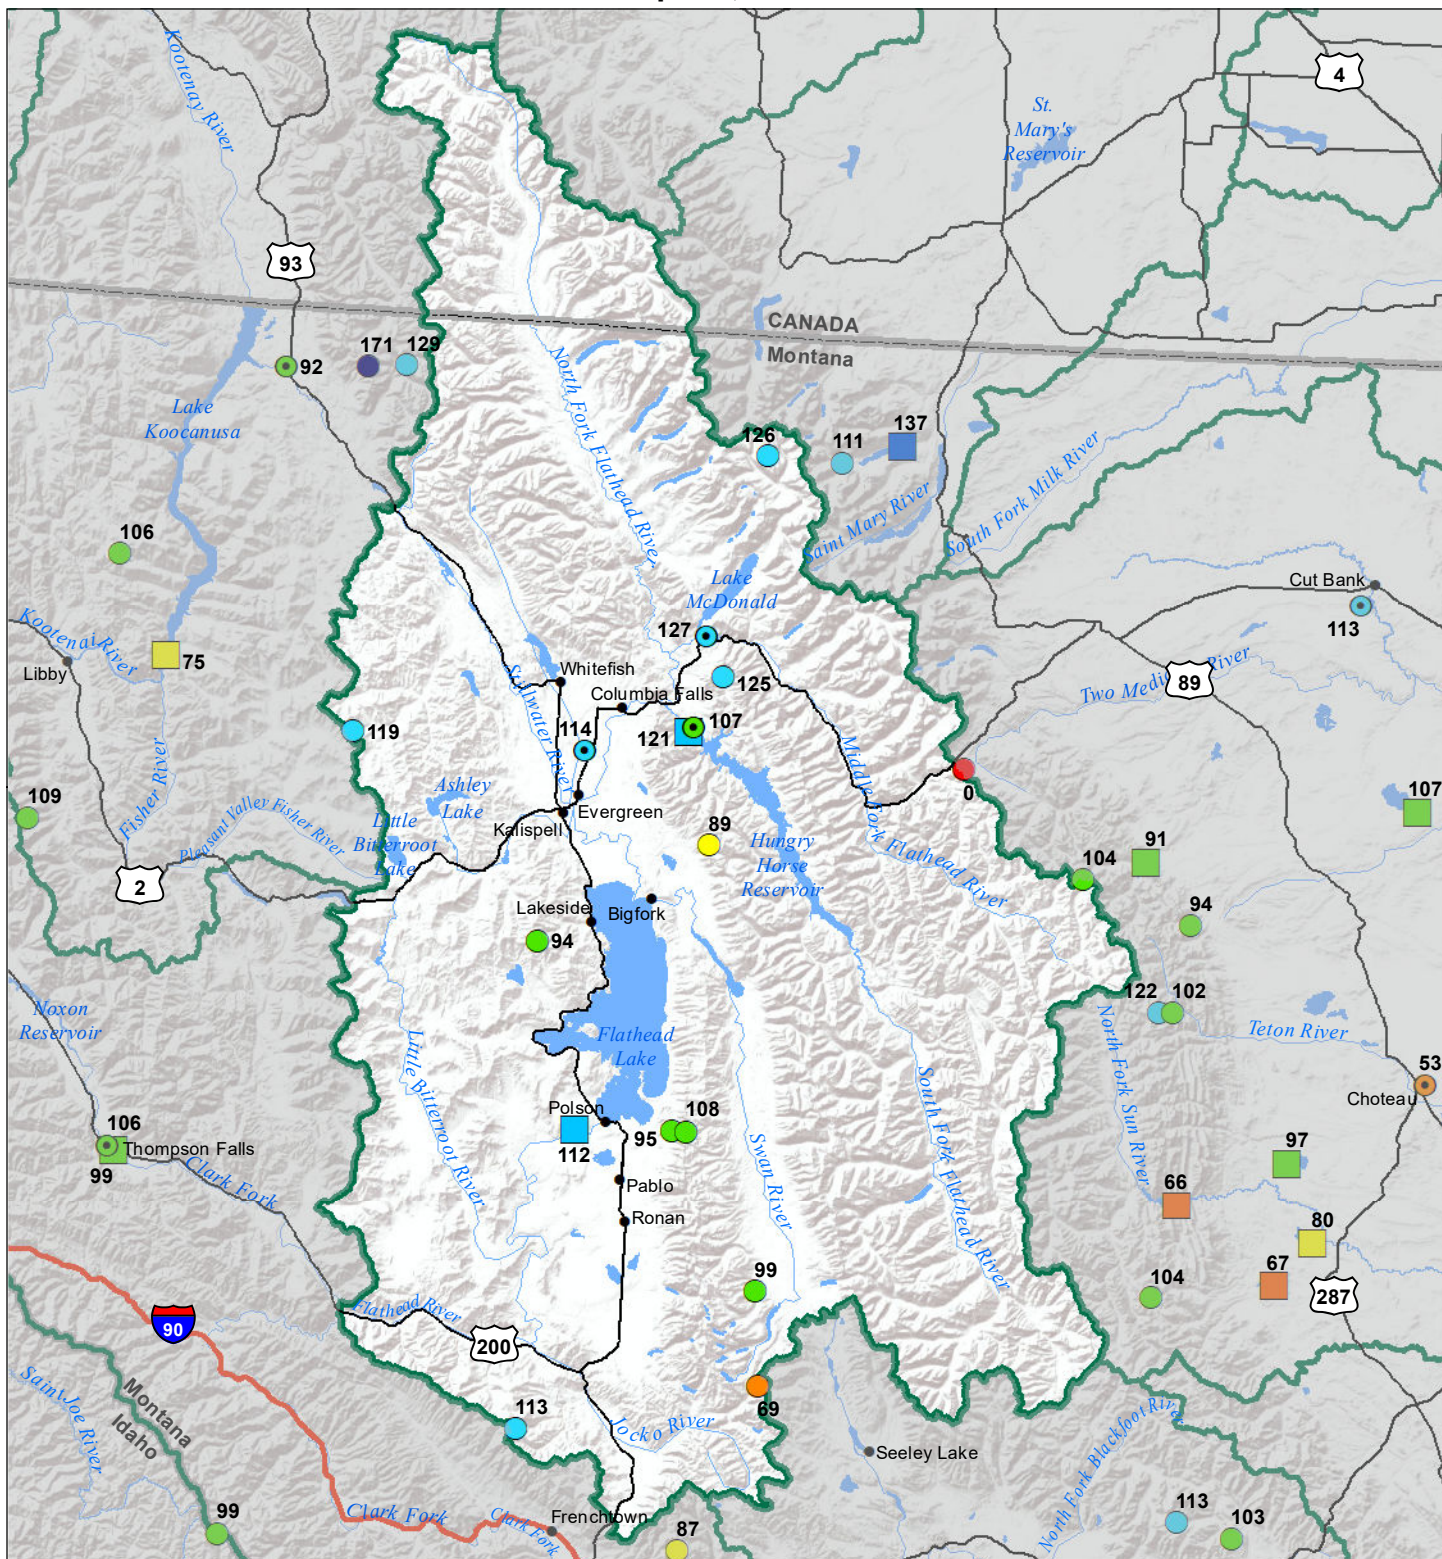 Kootenay River
4
St.
Mary's
Reservoir
93
CANADA
Montana
171
129
92
North Fork Flathead River
Lake
Koocanusa
126
111
137
Saint Mary River
South Fork Milk River
106
Lake
McDonald
Cut Bank
113
Kootenai River
127
75
Libby
Whitefish
125
Columbia Falls
Two Medic River
89
Stillwater River
119
114
107
121
Middle Fork Flathead River
0
Fisher River
Ashley
Lake
109
Pleasant Valley Fisher River
Little
Bitterroot
Lake
Evergreen
Kalispell
89
Hungry
Horse
Reservoir
107
91
104
2
Lakeside
Bigfork
94
94
Noxon
Reservoir
122
102
Flathead
Lake
Little Bitterroot River
North Fork Sun River
Teton River
53
Choteau
South Fork Flathead River
106
Thompson Falls
99
Clark Fork
Polson
112
95
108
Swan River
97
Pablo
66
Ronan
80
99
104
67
287
Flathead River
90
200
Montana
Idaho
Saint Joe River
69
113
Jocko River
Seeley Lake
North Fork Blackfoot River
Clark Fork
Clark Fork
Frenchtown
99
87
113
103